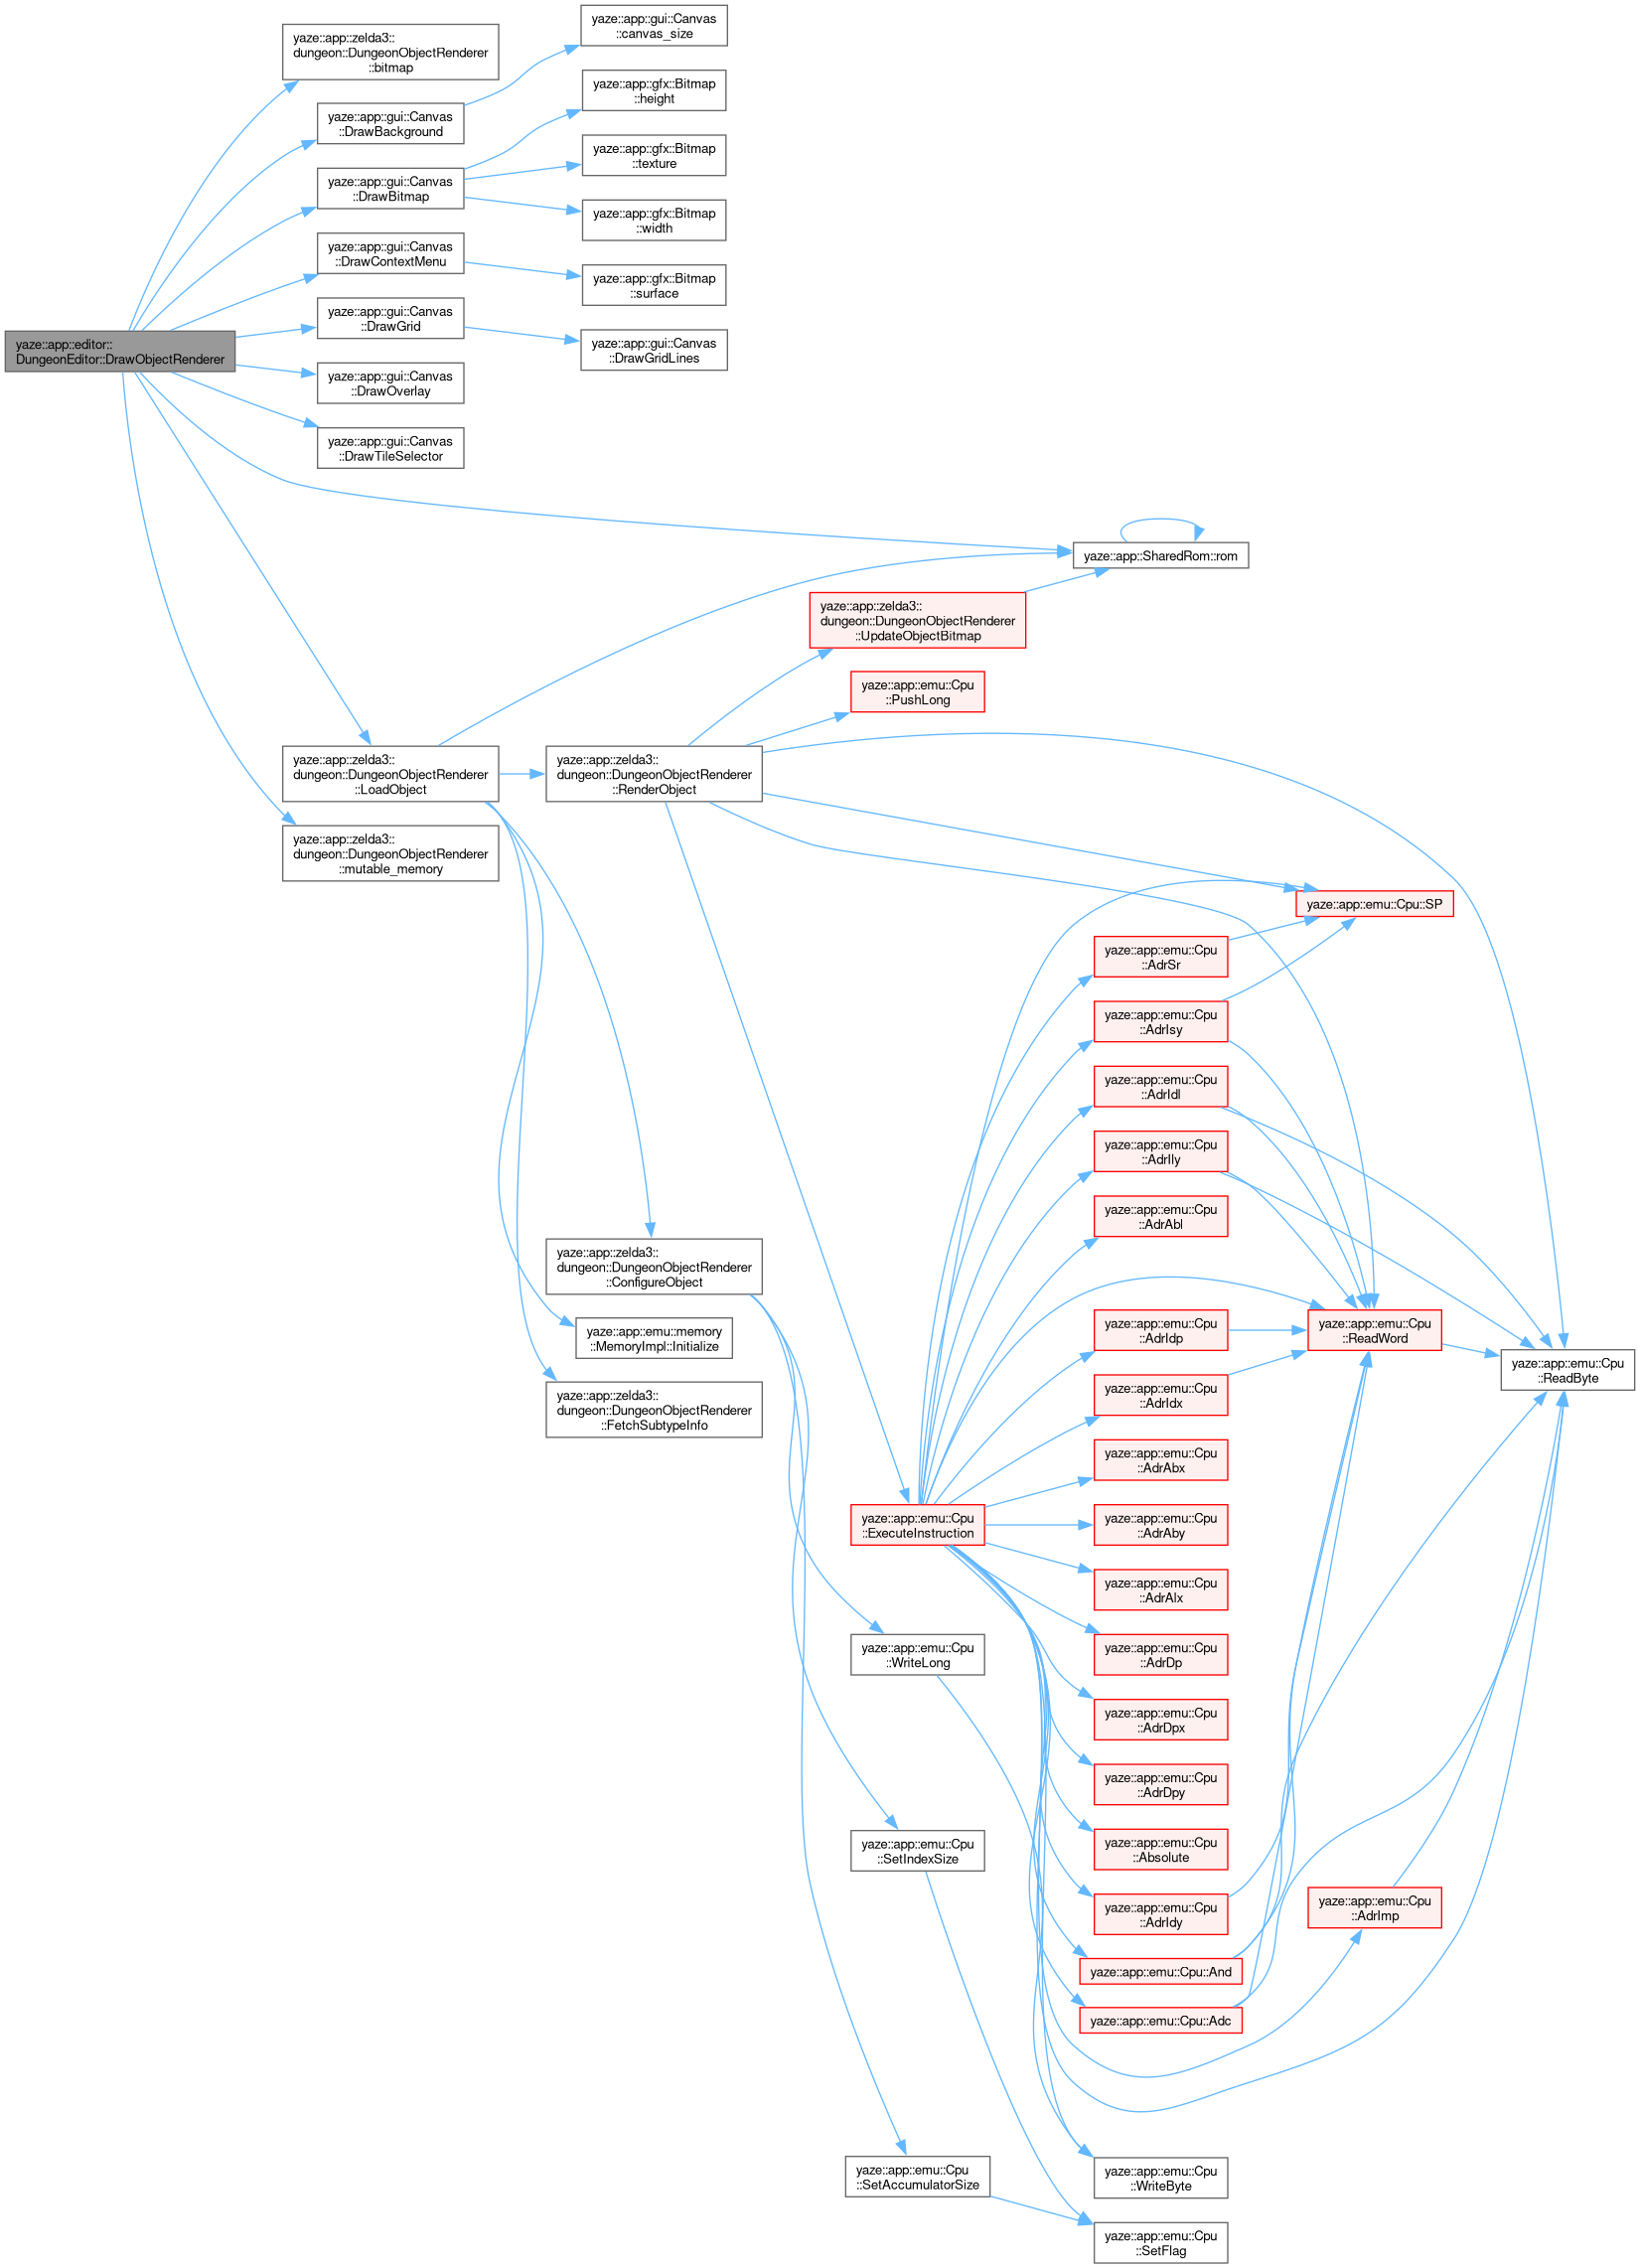 yaze::app::editor::
DungeonEditor::DrawObjectRenderer
yaze::app::zelda3::
dungeon::DungeonObjectRenderer
::bitmap
yaze::app::gui::Canvas
::DrawBackground
yaze::app::gui::Canvas
::DrawBitmap
yaze::app::gui::Canvas
::DrawContextMenu
yaze::app::gui::Canvas
::DrawGrid
yaze::app::gui::Canvas
::DrawOverlay
yaze::app::gui::Canvas
::DrawTileSelector
yaze::app::zelda3::
dungeon::DungeonObjectRenderer
::LoadObject
yaze::app::zelda3::
dungeon::DungeonObjectRenderer
::mutable_memory
yaze::app::gui::Canvas
::canvas_size
yaze::app::gfx::Bitmap
::height
yaze::app::gfx::Bitmap
::texture
yaze::app::gfx::Bitmap
::width
yaze::app::gfx::Bitmap
::surface
yaze::app::gui::Canvas
::DrawGridLines
yaze::app::zelda3::
dungeon::DungeonObjectRenderer
::RenderObject
yaze::app::zelda3::
dungeon::DungeonObjectRenderer
::ConfigureObject
yaze::app::emu::memory
::MemoryImpl::Initialize
yaze::app::zelda3::
dungeon::DungeonObjectRenderer
::FetchSubtypeInfo
yaze::app::zelda3::
dungeon::DungeonObjectRenderer
::UpdateObjectBitmap
yaze::app::emu::Cpu
::PushLong
yaze::app::emu::Cpu
::ExecuteInstruction
yaze::app::emu::Cpu
::WriteLong
yaze::app::emu::Cpu
::SetIndexSize
yaze::app::emu::Cpu
::SetAccumulatorSize
yaze::app::SharedRom::rom
yaze::app::emu::Cpu::SP
yaze::app::emu::Cpu
::AdrSr
yaze::app::emu::Cpu
::AdrIsy
yaze::app::emu::Cpu
::AdrIdl
yaze::app::emu::Cpu
::AdrIly
yaze::app::emu::Cpu
::AdrAbl
yaze::app::emu::Cpu
::AdrIdp
yaze::app::emu::Cpu
::AdrIdx
yaze::app::emu::Cpu
::AdrAbx
yaze::app::emu::Cpu
::AdrAby
yaze::app::emu::Cpu
::AdrAlx
yaze::app::emu::Cpu
::AdrDp
yaze::app::emu::Cpu
::AdrDpx
yaze::app::emu::Cpu
::AdrDpy
yaze::app::emu::Cpu
::Absolute
yaze::app::emu::Cpu
::AdrIdy
yaze::app::emu::Cpu::And
yaze::app::emu::Cpu::Adc
yaze::app::emu::Cpu
::WriteByte
yaze::app::emu::Cpu
::SetFlag
yaze::app::emu::Cpu
::ReadWord
yaze::app::emu::Cpu
::AdrImp
yaze::app::emu::Cpu
::ReadByte